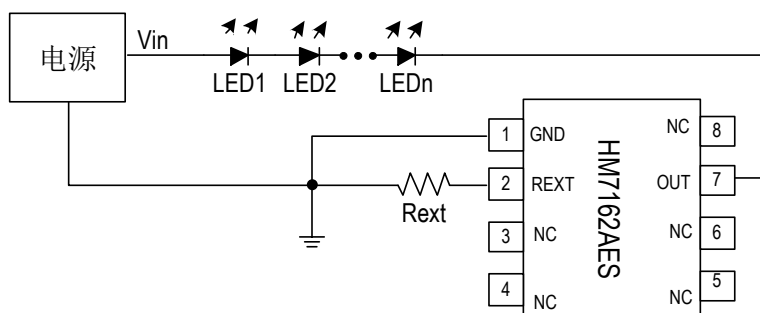 电源
Vin
LED1
LED2
LEDn
1
GND
2
REXT
3
NC
4
NC
HM7162AES
NC
8
OUT
7
NC
6
NC
5
Rext